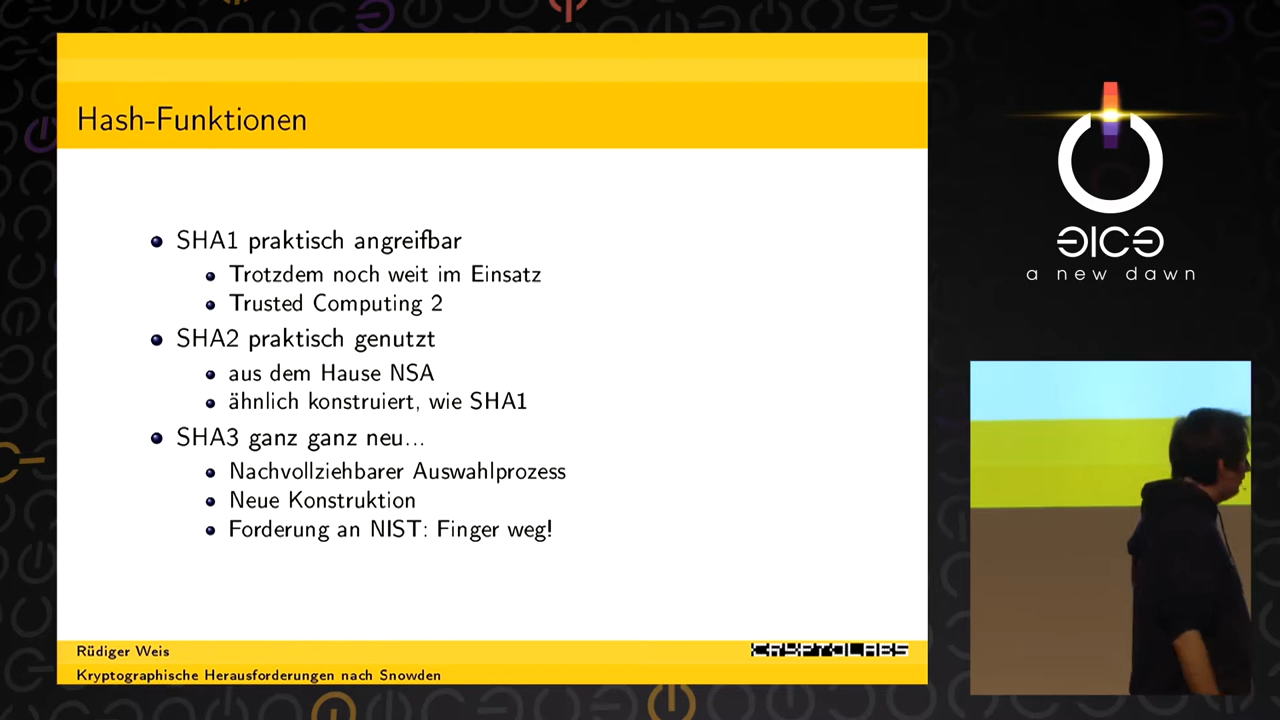 Hash-Funktionen
SHA1 praktisch angreifbar
Trotzdem noch weit im Einsatz
Trusted Computing 2
SHA2 praktisch genutzt
aus dem Hause NSA
ähnlich konstruiert, wie SHA1
SHA3 ganz ganz neu...
Nachvollziehbarer Auswahlprozess
Neue Konstruktion
Forderung an NIST: Finger weg!
Rüdiger Weis
CRYPTOLABS
Kryptographische Herausforderungen nach Snowden
a new dawn